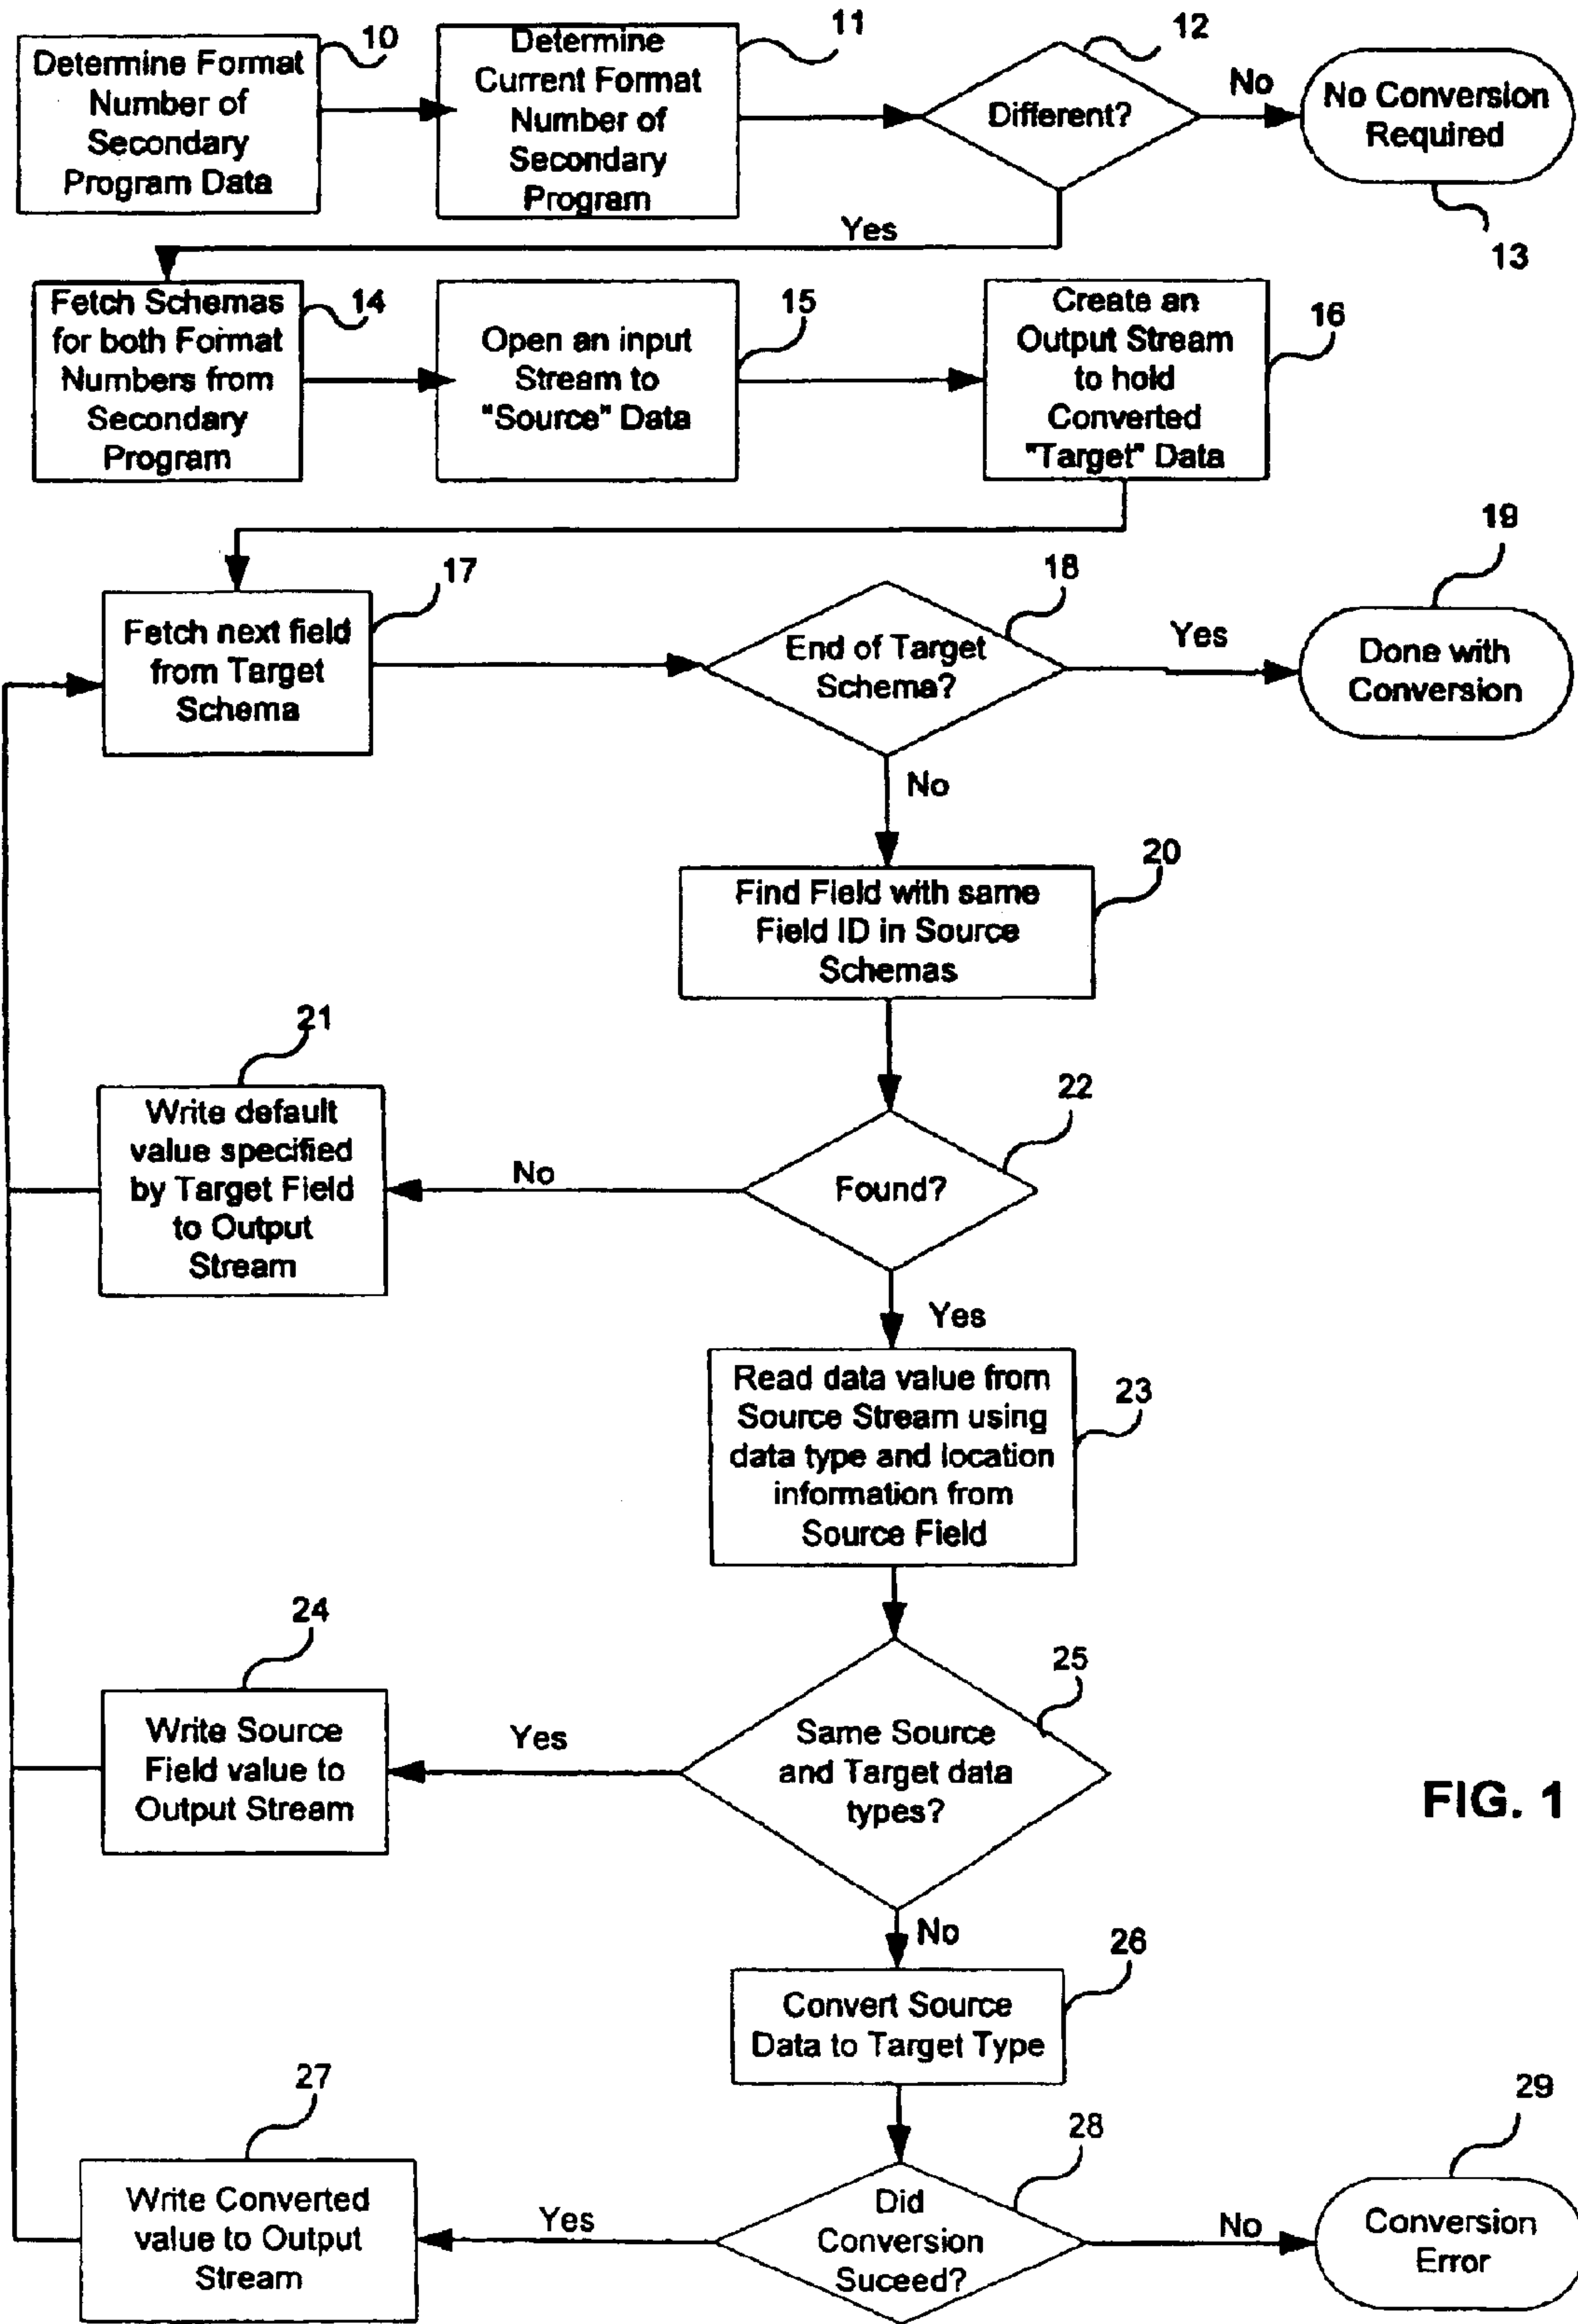 10
Determine Format
Number of
Secondary
Program Data
11
Determine
Current Format
Number of
Secondary
Program
12
Different?
No
No Conversion
Required
13
Yes
14
Fetch Schemas
for both Format
Numbers from
Secondary
Program
15
Open an input
Stream to
"Source" Data
16
Create an
Output Stream
to hold
Converted
"Target" Data
17
Fetch next field
from Target
Schema
18
End of Target
Schema?
Yes
19
Done with
Conversion
No
20
Find Field with same
Field ID in Source
Schemas
21
Write default
value specified
by Target Field
to Output
Stream
No
22
Found?
Yes
23
Read data value from
Source Stream using
data type and location
information from
Source Field
24
Write Source
Field value to
Output Stream
Yes
25
Same Source
and Target data
types?
FIG. 1
No
26
Convert Source
Data to Target Type
27
Write Converted
value to Output
Stream
Yes
28
Did
Conversion
Suceed?
No
29
Conversion
Error